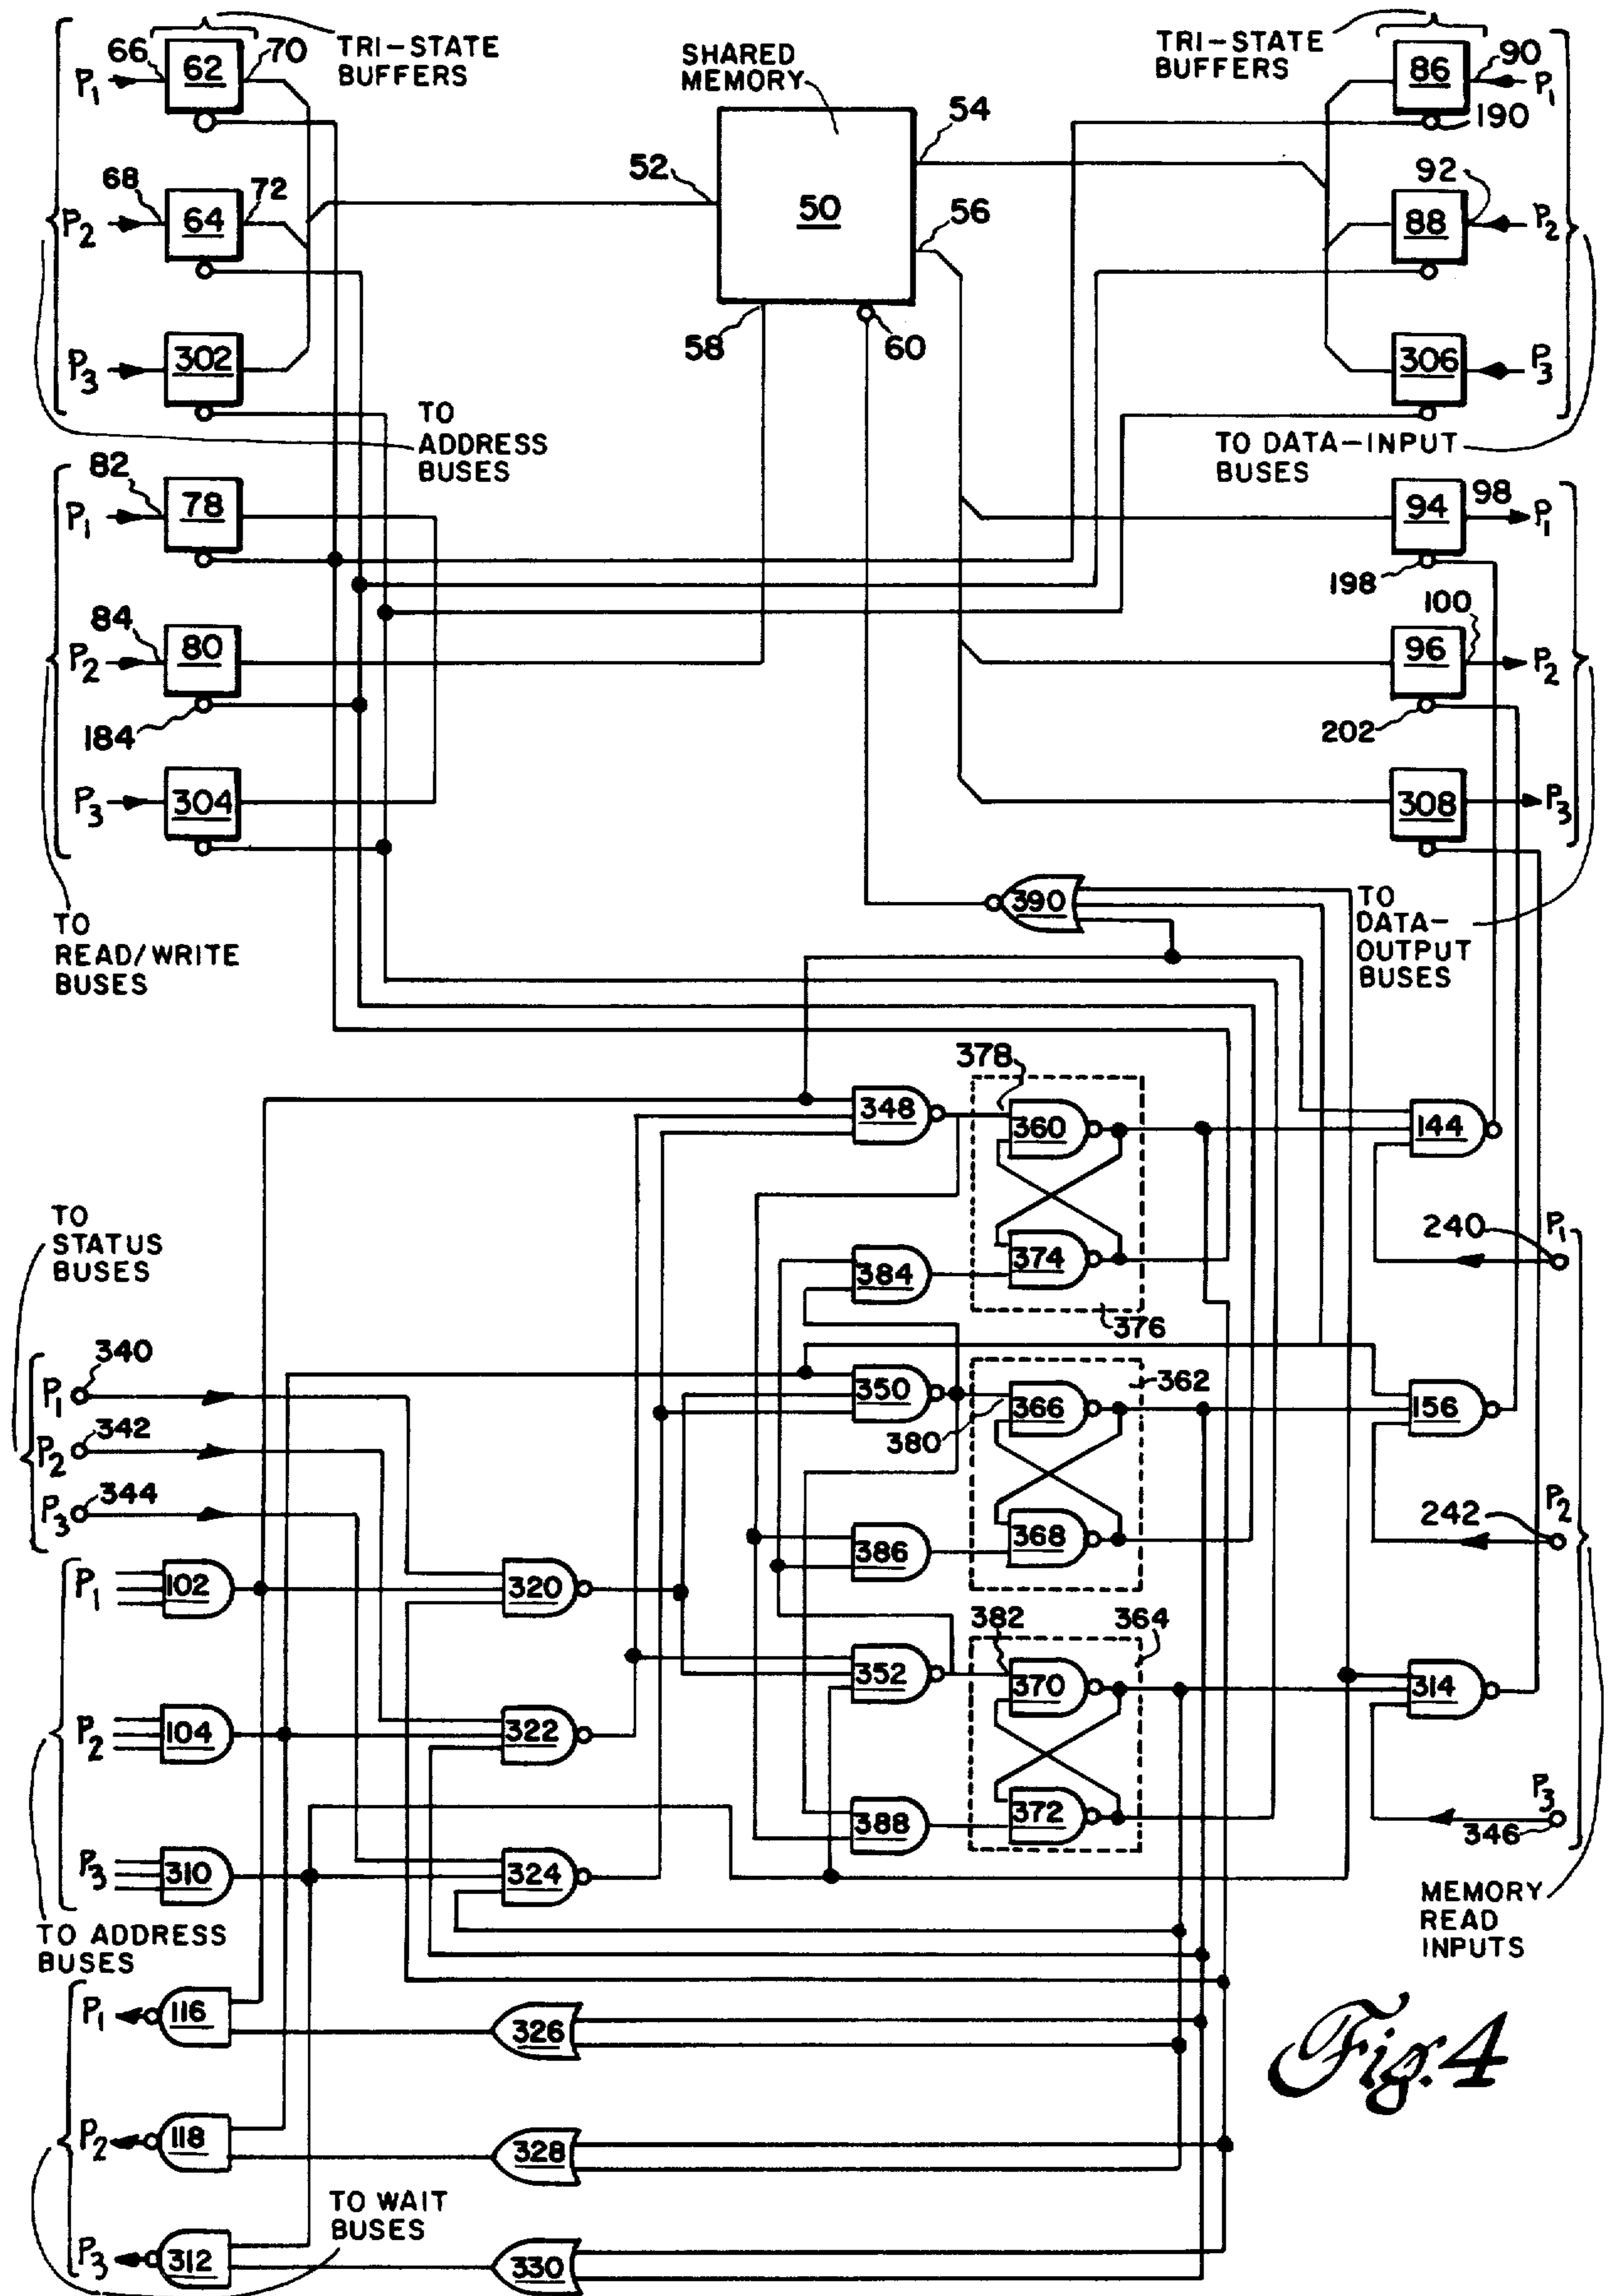 TRI-STATE
BUFFERS
SHARED
MEMORY
TRI-STATE
BUFFERS
66
62
70
P1
86
90
P1
190
54
52
50
56
68
64
72
P2
92
88
P2
58
60
P3
302
306
P3
TO
ADDRESS
BUSES
TO DATA-INPUT
BUSES
82
P1
78
94
98
P1
198
84
P2
80
184
100
96
P2
202
P3
304
308
P3
TO
READ/WRITE
BUSES
390
TO
DATA-
OUTPUT
BUSES
378
348
360
144
TO
STATUS
BUSES
384
374
376
240
P1
340
P1
342
P2
344
P3
350
380
366
362
156
386
368
242
P2
P1
102
320
382
364
352
370
314
P2
104
322
388
372
P3
346
P3
310
324
TO ADDRESS
BUSES
MEMORY
READ
INPUTS
P1
116
326
P2
118
328
TO WAIT
BUSES
P3
312
330
Fig. 4